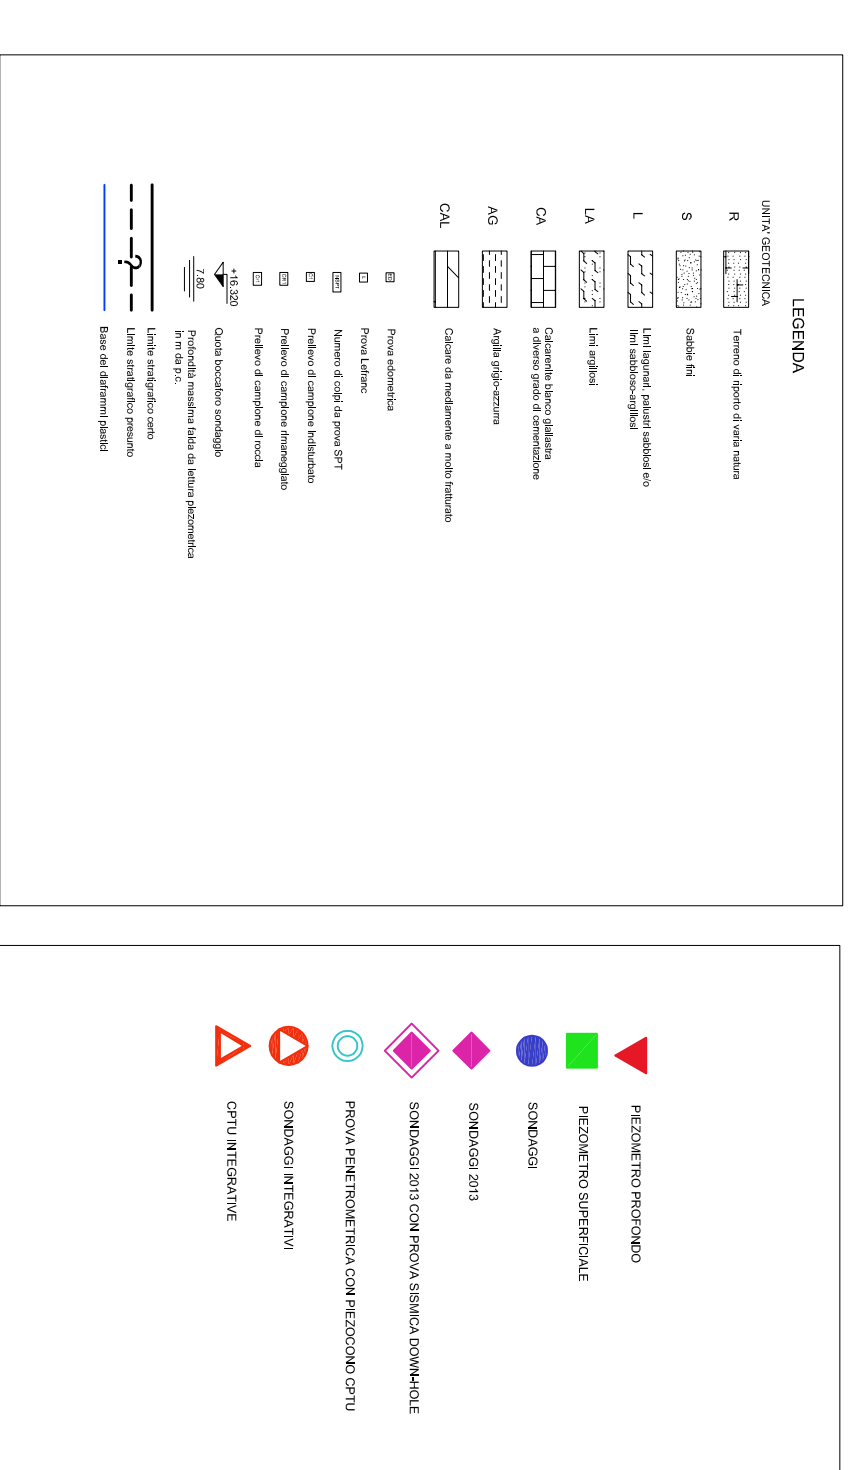 LEGENDA
UNITA' GEOTECNICA
R
Terreno di riporto di varia natura
S
Sabbie fini
L
Limi lagunari, palustri sabbiosi e/o
limi sabbioso-argillosi
LA
Limi argillosi
CA
Calcarenite bianco giallastra
a diverso grado di cementazione
AG
Argilla grigio-azzurra
CAL
Calcare da mediamente a molto fratturato
ED
Prova edometrica
L
Prova Lefranc
NSPT
Numero di colpi da prova SPT
CI
Prelievo di campione indisturbato
CR
Prelievo di campione rimaneggiato
Prelievo di campione di roccia
+16.320
Quota boccaforo sondaggio
7.80
Profondità massima falda da lettura piezometrica
in m da p.c.
Limite stratigrafico certo
?
Limite stratigrafico presunto
Base dei diaframmi plastici
PIEZOMETRO PROFONDO
PIEZOMETRO SUPERFICIALE
SONDAGGI
SONDAGGI 2013
SONDAGGI 2013 CON PROVA SISMICA DOWN-HOLE
PROVA PENETROMETRICA CON PIEZOCONO CPTU
SONDAGGI INTEGRATIVI
CPTU INTEGRATIVE